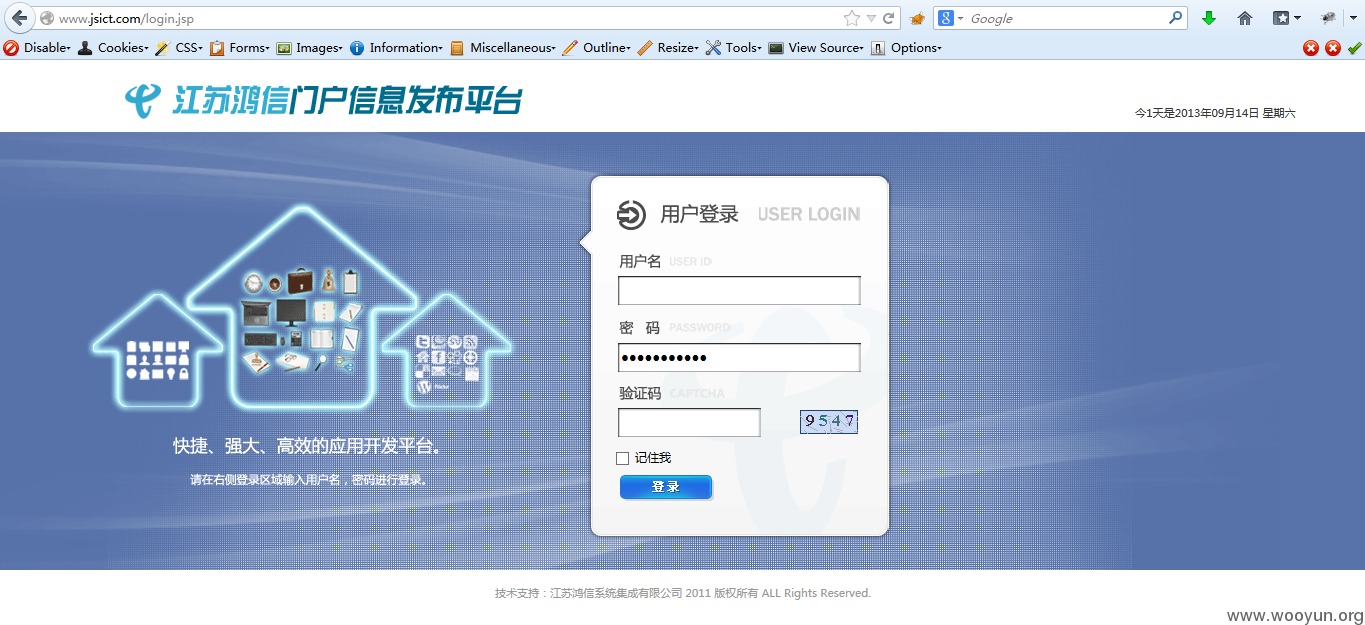 www.jsict.com/login.jsp
Google
Disable Cookies CSS Forms Images Information Miscellaneous Outline Resize Tools View Source Options
江苏鸿信门户信息发布平台
今1天是2013年09月14日 星期六
用户登录 USER LOGIN
用户名 USER ID
密 码 PASSWORD
•••••••••••
验证码 CAPTCHA
9547
记住我
登录
快捷、强大、高效的应用开发平台。
请在右侧登录区域输入用户名，密码进行登录。
技术支持：江苏鸿信系统集成有限公司 2011 版权所有 ALL Rights Reserved.
www.wooyun.org